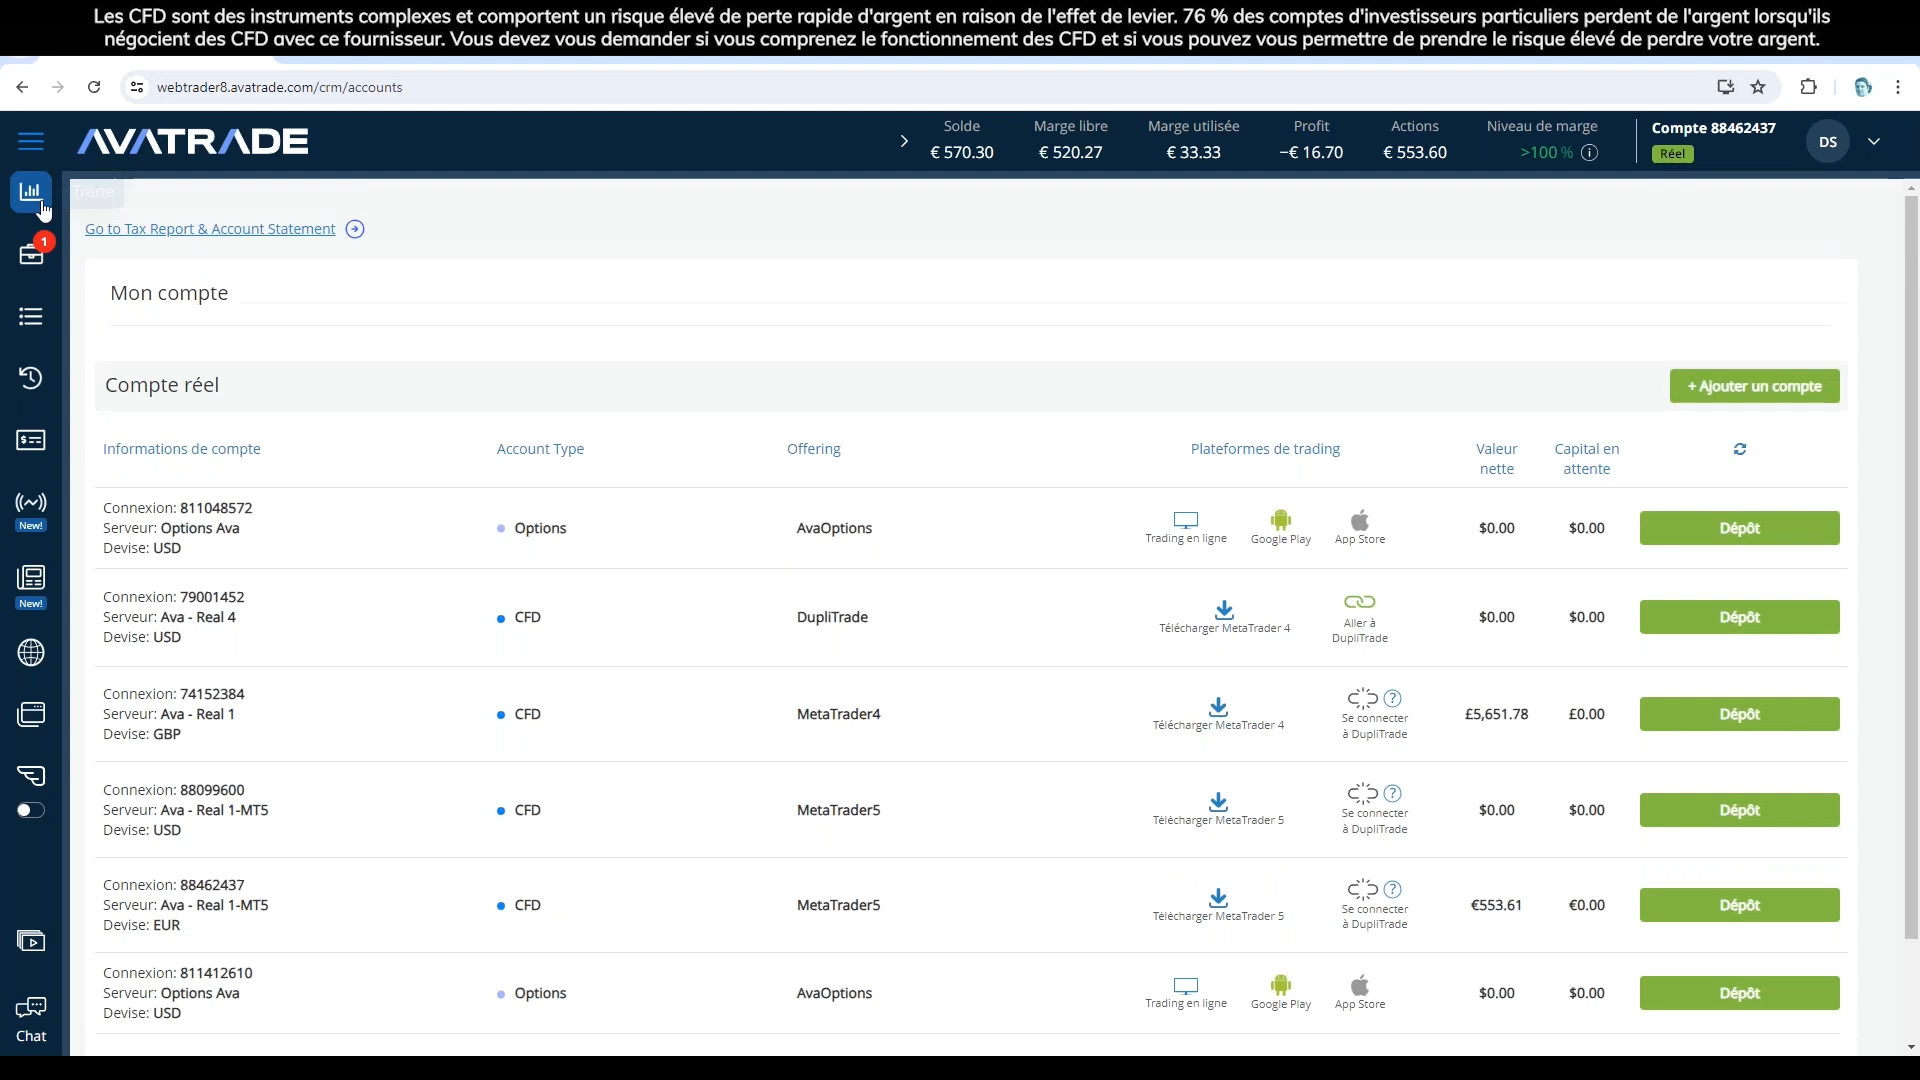 Les CFD sont des instruments complexes et comportent un risque élevé de perte rapide d'argent en raison de l'effet de levier. 76 % des comptes d'investisseurs particuliers perdent de l'argent lorsqu'ils
négocient des CFD avec ce fournisseur. Vous devez vous demander si vous comprenez le fonctionnement des CFD et si vous pouvez vous permettre de prendre le risque élevé de perdre votre argent.
webtrader8.avatrade.com/crm/accounts
AVATRADE
Solde
Marge libre
Marge utilisée
Profit
Actions
Niveau de marge
€ 570.30
€ 520.27
€ 33.33
−€ 16.70
€ 553.60
>100 %
Compte 88462437
Réel
DS
Trade
1
New!
New!
Chat
Go to Tax Report & Account Statement
Mon compte
Compte réel
+ Ajouter un compte
Informations de compte
Account Type
Offering
Plateformes de trading
Valeur
nette
Capital en
attente
Connexion: 811048572
Serveur: Options Ava
Devise: USD
Options
AvaOptions
Trading en ligne
Google Play
App Store
$0.00
$0.00
Dépôt
Connexion: 79001452
Serveur: Ava - Real 4
Devise: USD
CFD
DupliTrade
Télécharger MetaTrader 4
Aller à
DupliTrade
$0.00
$0.00
Dépôt
Connexion: 74152384
Serveur: Ava - Real 1
Devise: GBP
CFD
MetaTrader4
Télécharger MetaTrader 4
Se connecter
à DupliTrade
£5,651.78
£0.00
Dépôt
Connexion: 88099600
Serveur: Ava - Real 1-MT5
Devise: USD
CFD
MetaTrader5
Télécharger MetaTrader 5
Se connecter
à DupliTrade
$0.00
$0.00
Dépôt
Connexion: 88462437
Serveur: Ava - Real 1-MT5
Devise: EUR
CFD
MetaTrader5
Télécharger MetaTrader 5
Se connecter
à DupliTrade
€553.61
€0.00
Dépôt
Connexion: 811412610
Serveur: Options Ava
Devise: USD
Options
AvaOptions
Trading en ligne
Google Play
App Store
$0.00
$0.00
Dépôt